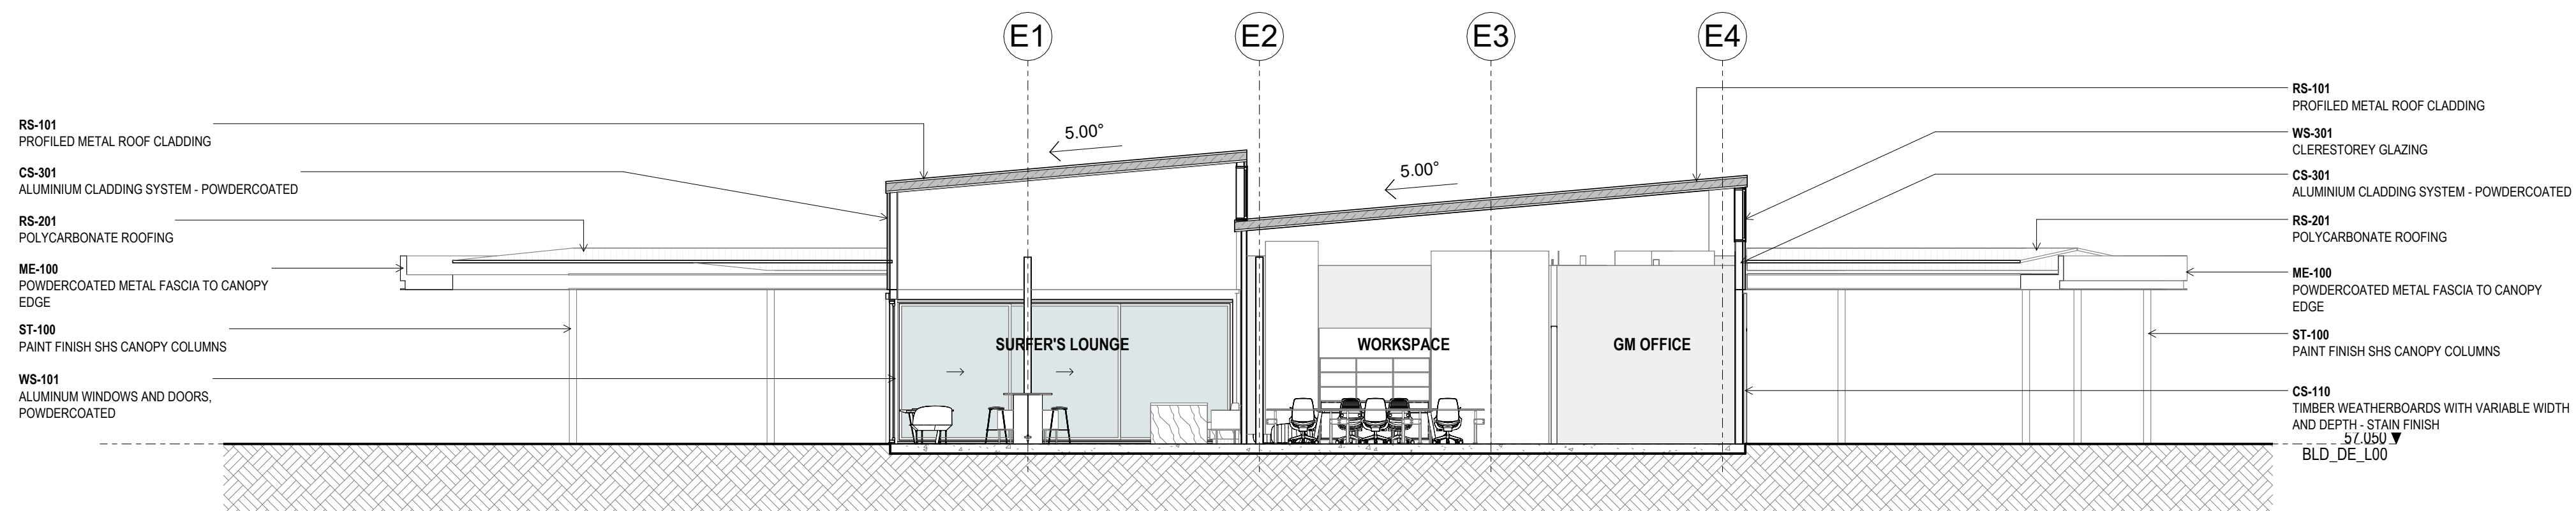 E1
E2
E3
E4
RS-101
PROFILED METAL ROOF CLADDING
CS-301
ALUMINIUM CLADDING SYSTEM - POWDERCOATED
RS-201
POLYCARBONATE ROOFING
ME-100
POWDERCOATED METAL FASCIA TO CANOPY
EDGE
ST-100
PAINT FINISH SHS CANOPY COLUMNS
WS-101
ALUMINUM WINDOWS AND DOORS,
POWDERCOATED
5.00°
5.00°
SURFER'S LOUNGE
WORKSPACE
GM OFFICE
RS-101
PROFILED METAL ROOF CLADDING
WS-301
CLERESTOREY GLAZING
CS-301
ALUMINIUM CLADDING SYSTEM - POWDERCOATED
RS-201
POLYCARBONATE ROOFING
ME-100
POWDERCOATED METAL FASCIA TO CANOPY
EDGE
ST-100
PAINT FINISH SHS CANOPY COLUMNS
CS-110
TIMBER WEATHERBOARDS WITH VARIABLE WIDTH
AND DEPTH - STAIN FINISH
57.050
BLD_DE_L00